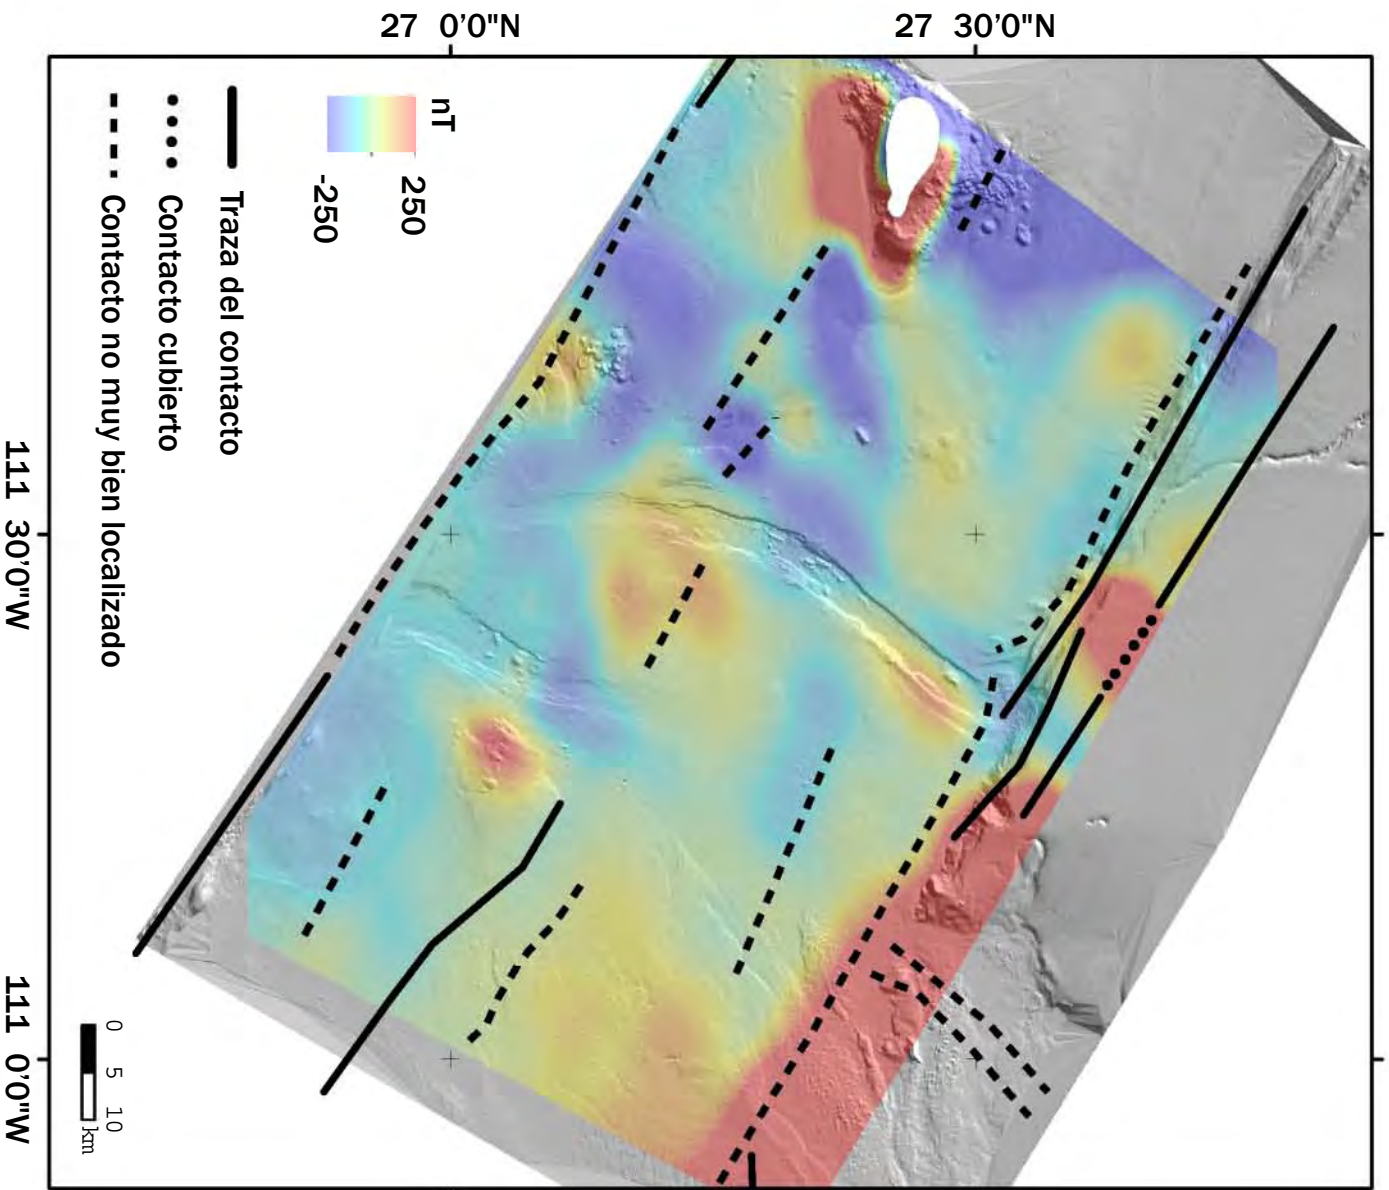 27 0'0"N
27 30'0"N
nT
250
-250
Traza del contacto
Contacto cubierto
Contacto no muy bien localizado
111 30'0"W
111 0'0"W
0 5 10
km